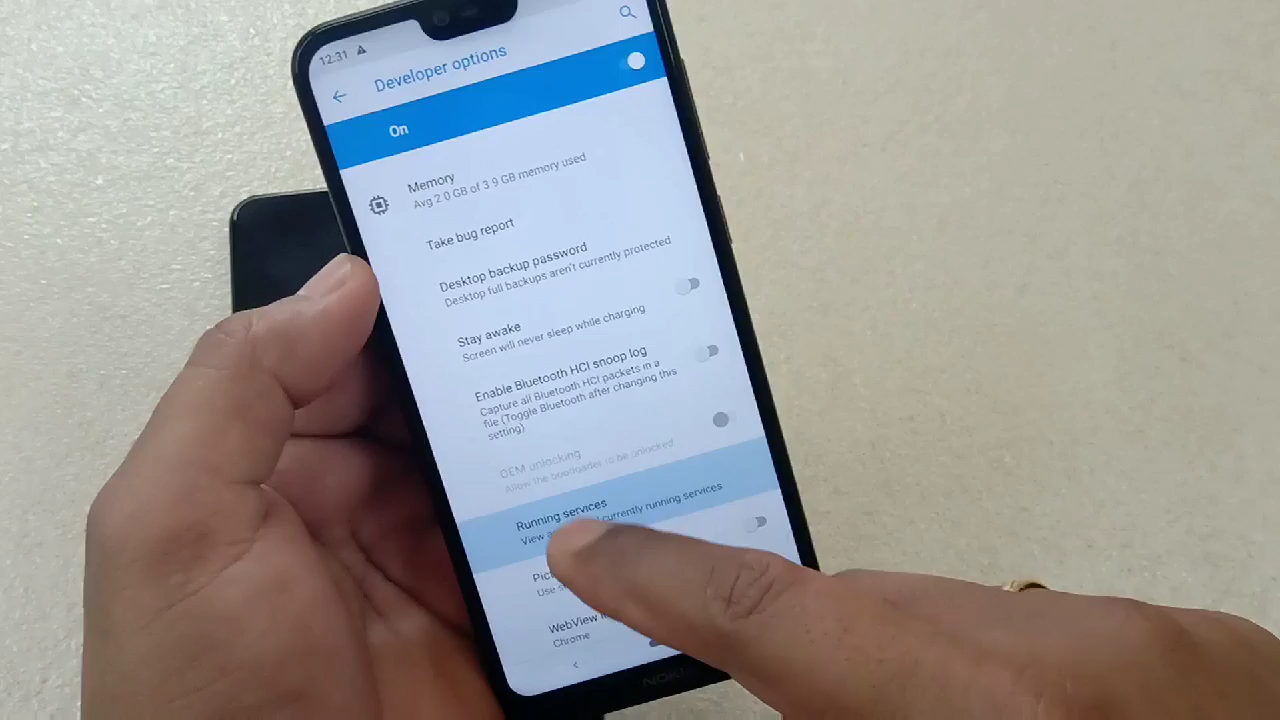 12:31
Developer options
On
Memory
Avg 2.0 GB of 3.9 GB memory used
Take bug report
Desktop backup password
Desktop full backups aren't currently protected
Stay awake
Screen will never sleep while charging
Enable Bluetooth HCI snoop log
Capture all Bluetooth HCI packets in a
file (Toggle Bluetooth after changing this
setting)
OEM unlocking
Allow the bootloader to be unlocked
Running services
View currently running services
Use
WebView
Chrome
NOKIA